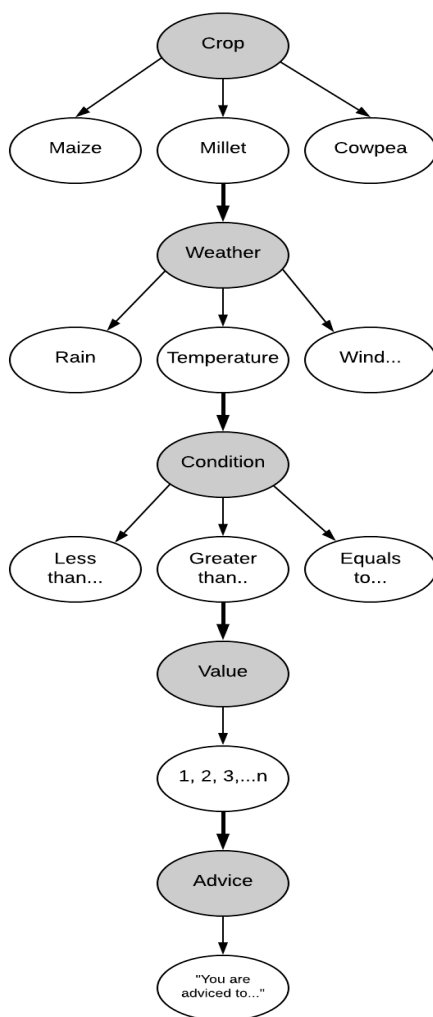 Crop
Maize
Millet
Cowpea
Weather
Rain
Temperature
Wind...
Condition
Less
than...
Greater
than..
Equals
to...
Value
1, 2, 3,...n
Advice
"You are
adviced to..."